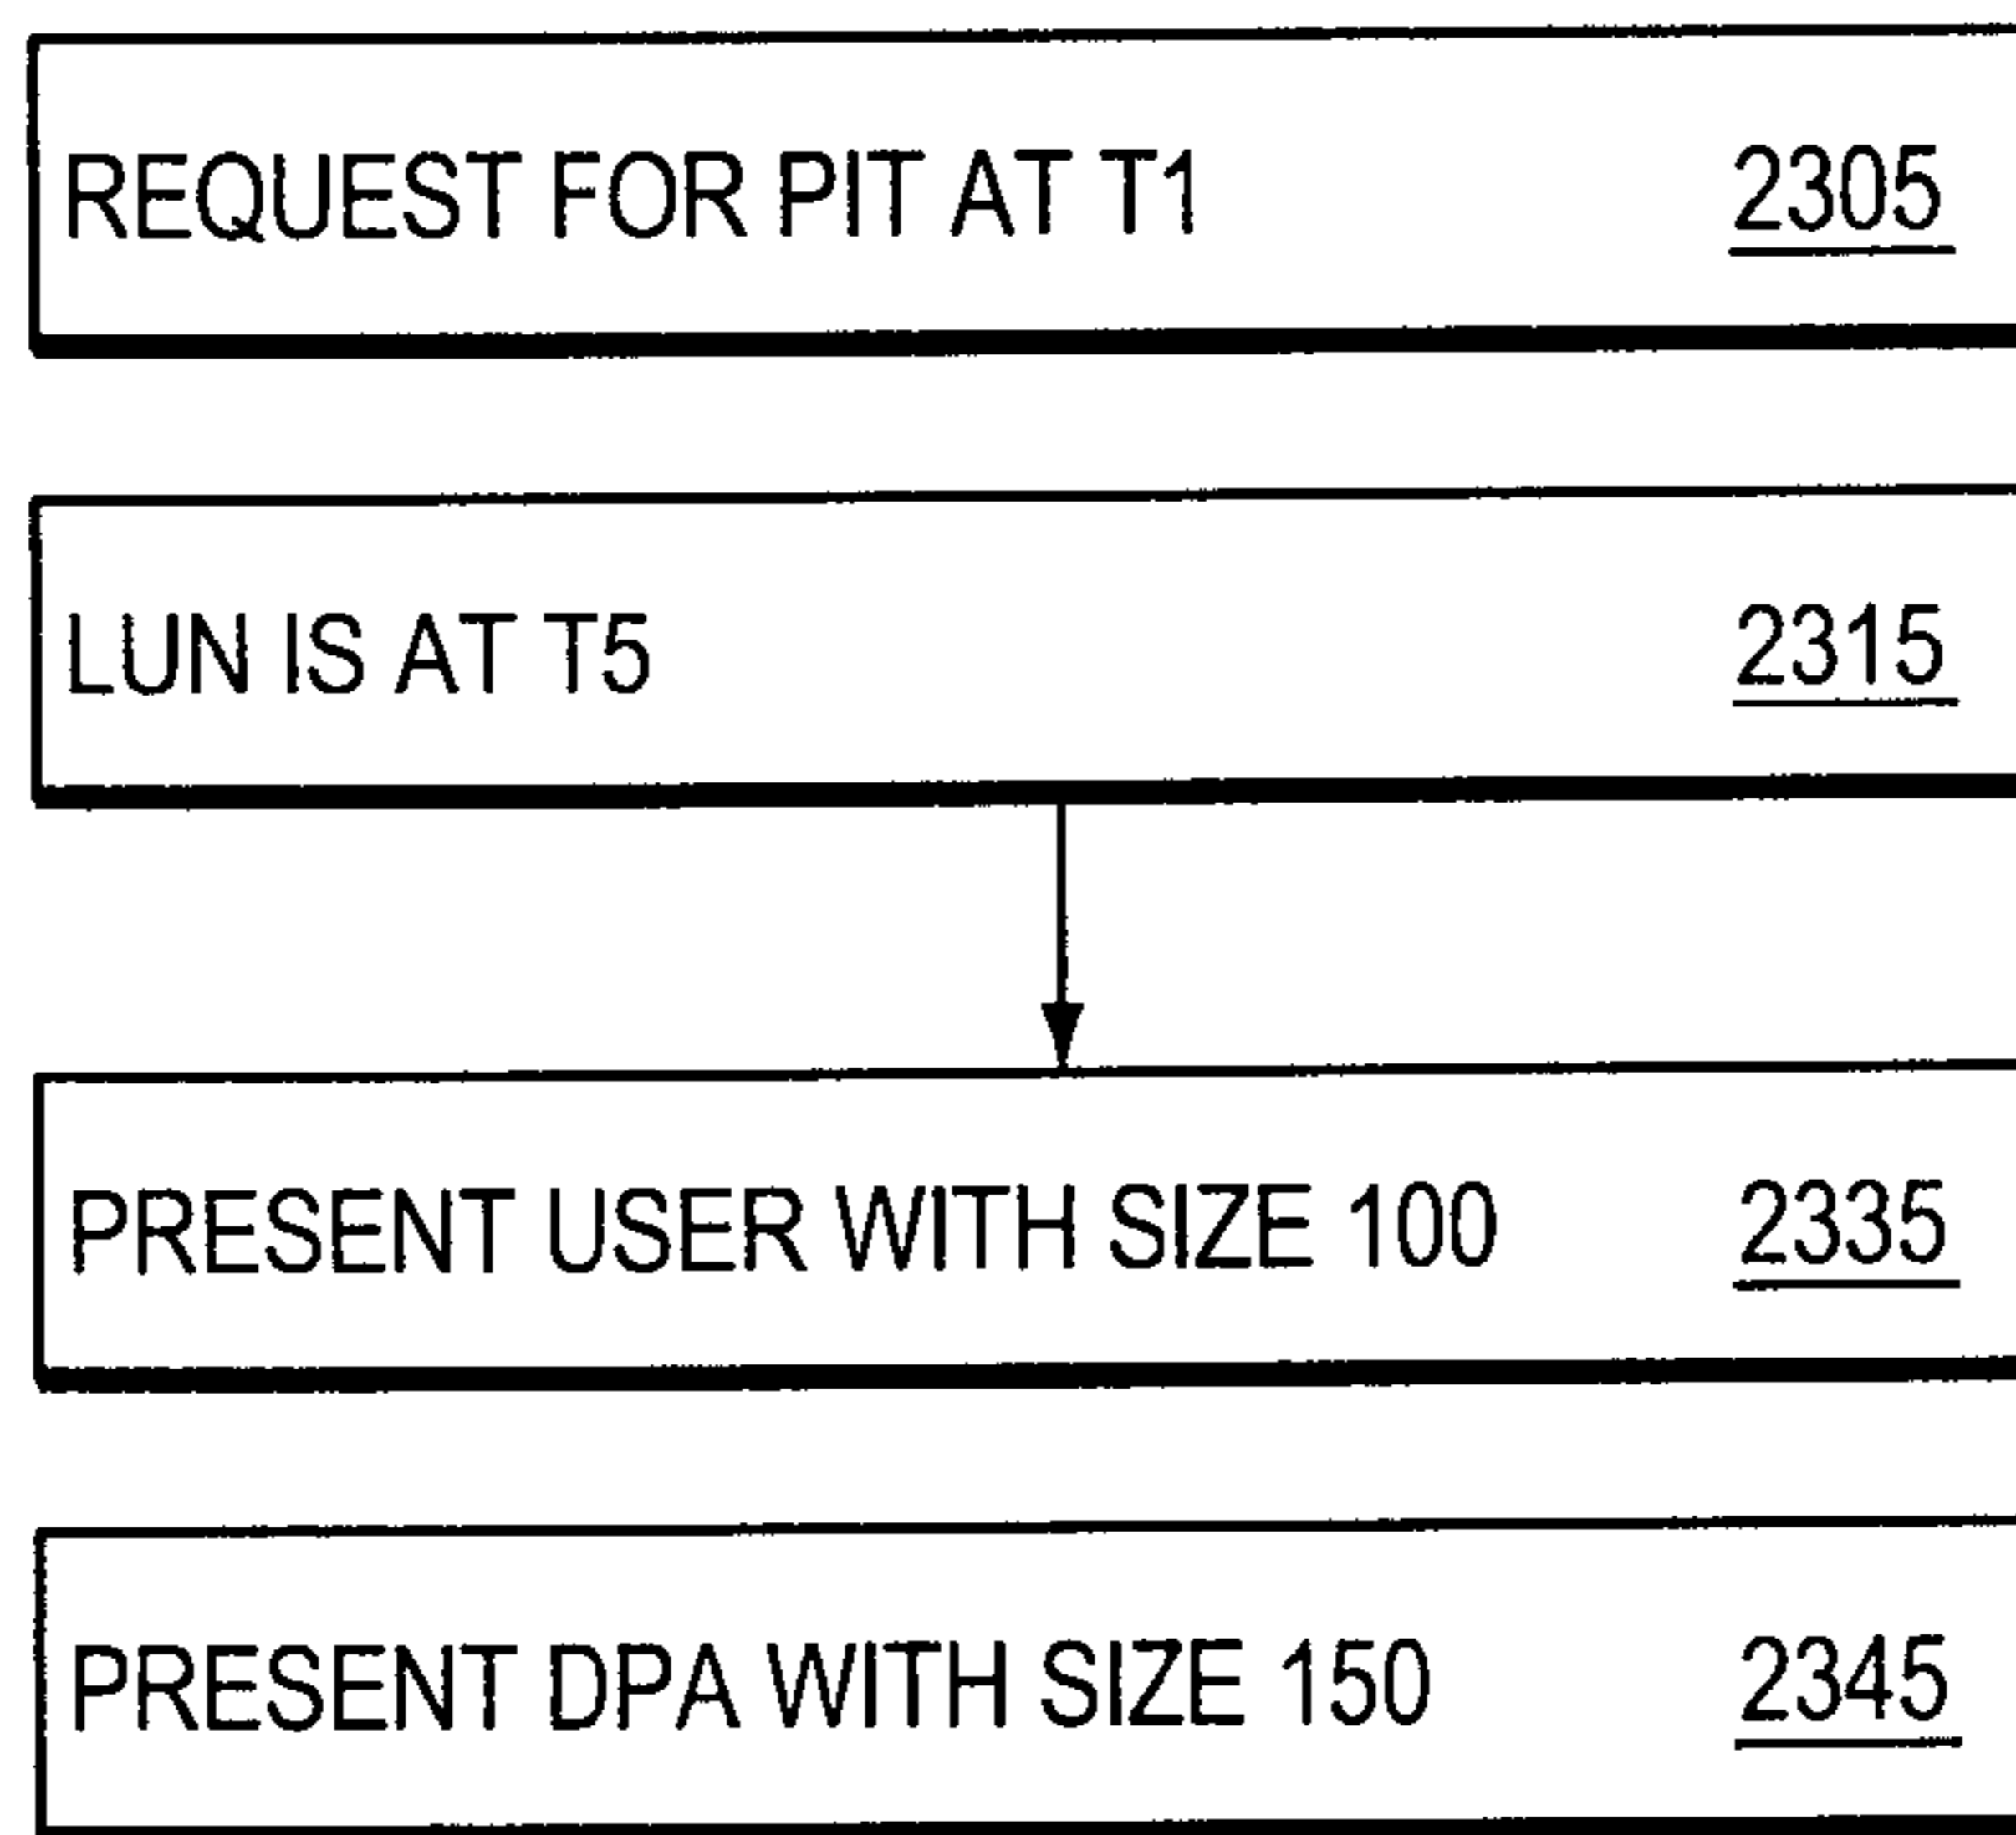 REQUEST FOR PIT AT T1 2305
LUN IS AT T5 2315
PRESENT USER WITH SIZE 100 2335
PRESENT DPA WITH SIZE 150 2345